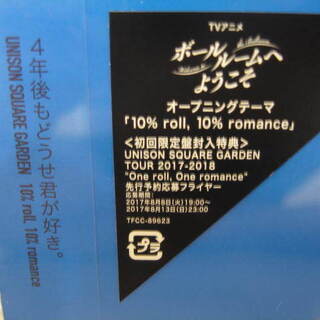 TVアニメ
ボールルームへ
ようこそ
オープニングテーマ
「10% roll, 10% romance」
<初回限定盤封入特典>
UNISON SQUARE GARDEN
TOUR 2017-2018
"One roll, One romance"
先行予約応募フライヤー
応募期間:
2017年8月8日(火)19:00~
2017年8月13日(日)23:00
TFCC-89623
プラ
4年後もどうせ君が好き。
UNISON SQUARE GARDEN 10% roll, 10% romance